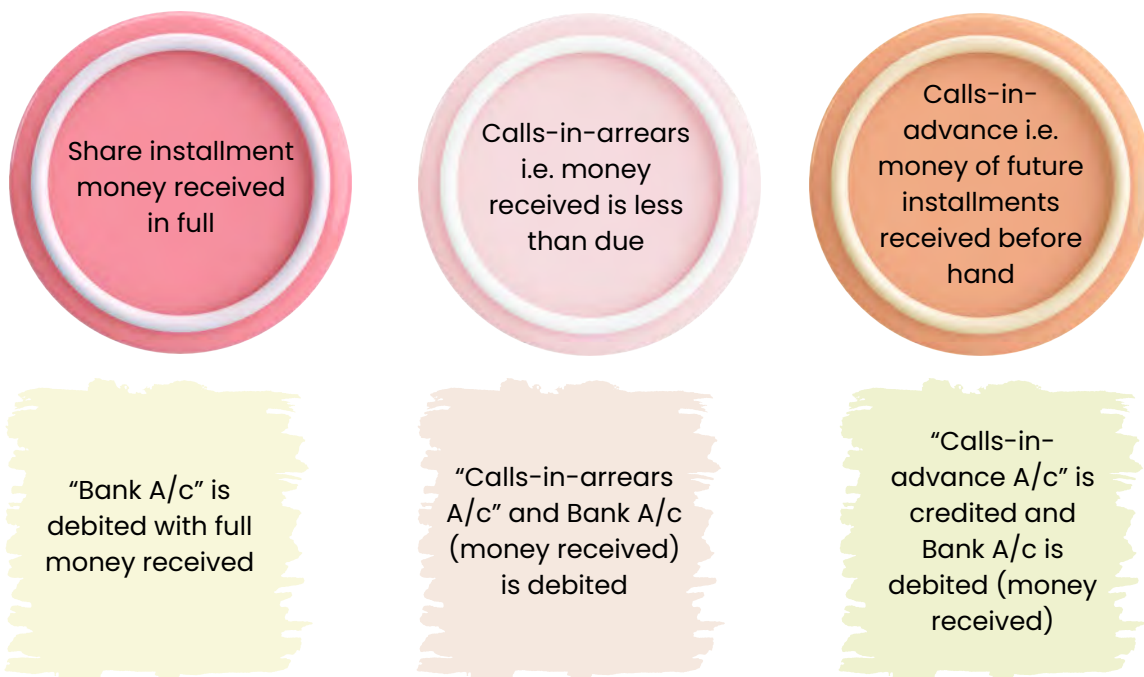 Share installment
money received
in full
Calls-in-arrears
i.e. money
received is less
than due
Calls-in-
advance i.e.
money of future
installments
received before
hand
“Bank A/c” is
debited with full
money received
“Calls-in-arrears
A/c” and Bank A/c
(money received)
is debited
“Calls-in-
advance A/c” is
credited and
Bank A/c is
debited (money
received)